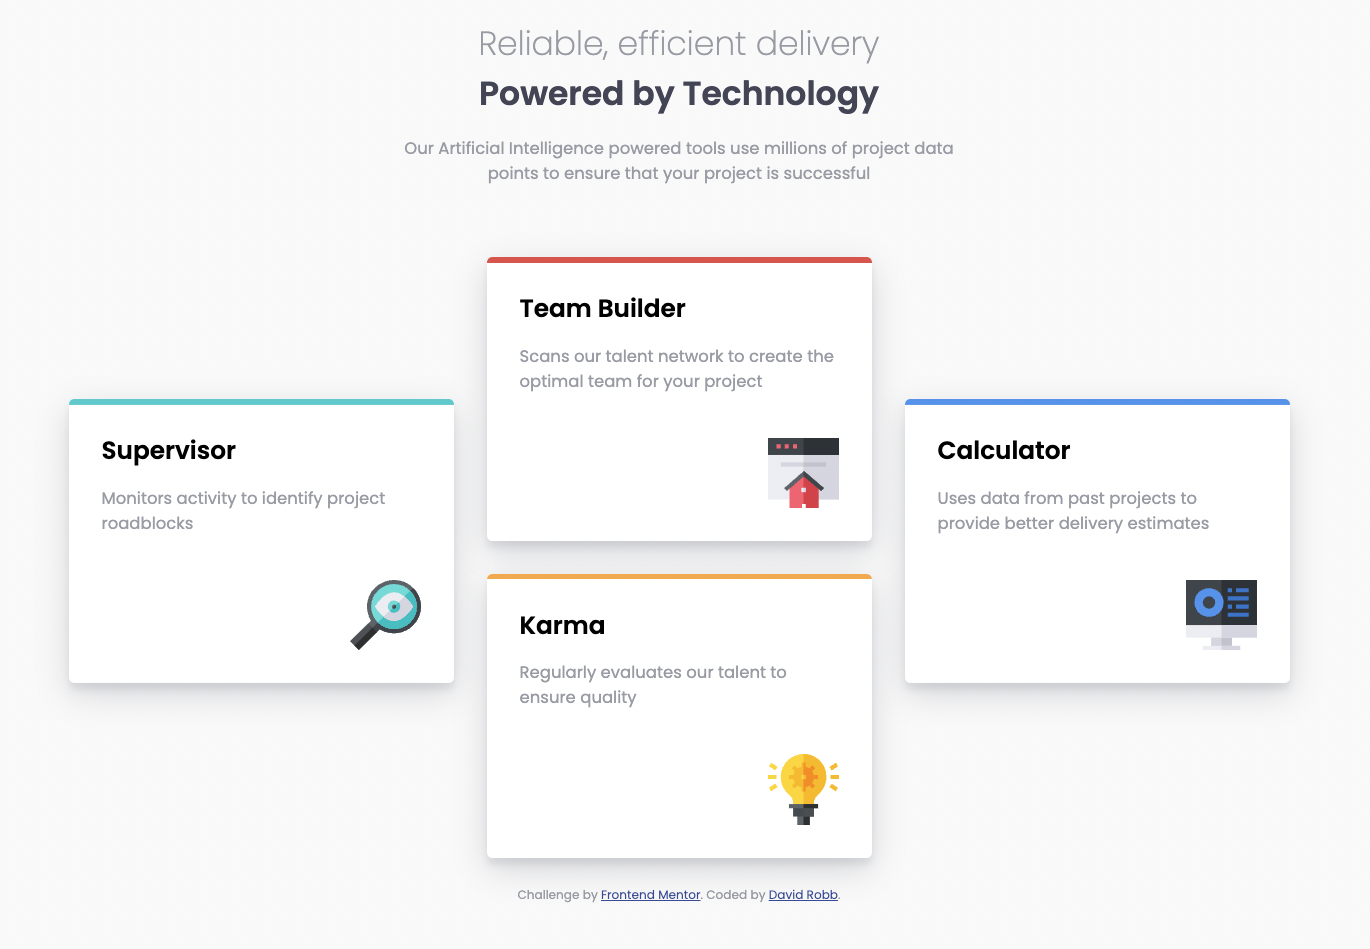 Reliable, efficient delivery
Powered by Technology
Our Artificial Intelligence powered tools use millions of project data
points to ensure that your project is successful
Team Builder
Scans our talent network to create the
optimal team for your project
Supervisor
Monitors activity to identify project
roadblocks
Calculator
Uses data from past projects to
provide better delivery estimates
Karma
Regularly evaluates our talent to
ensure quality
Challenge by Frontend Mentor. Coded by David Robb.